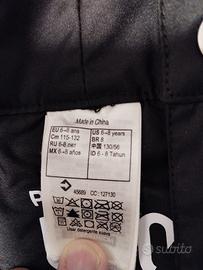 Made in China
EU 6-8 ans
US 6-8 years
Cm 115-132
BR 8
RU 6-8 лет
中国 130/56
MX 6-8 años
ID 6 - 8 Tahun
45689 CC : 127130
Usar detergente suave
subito